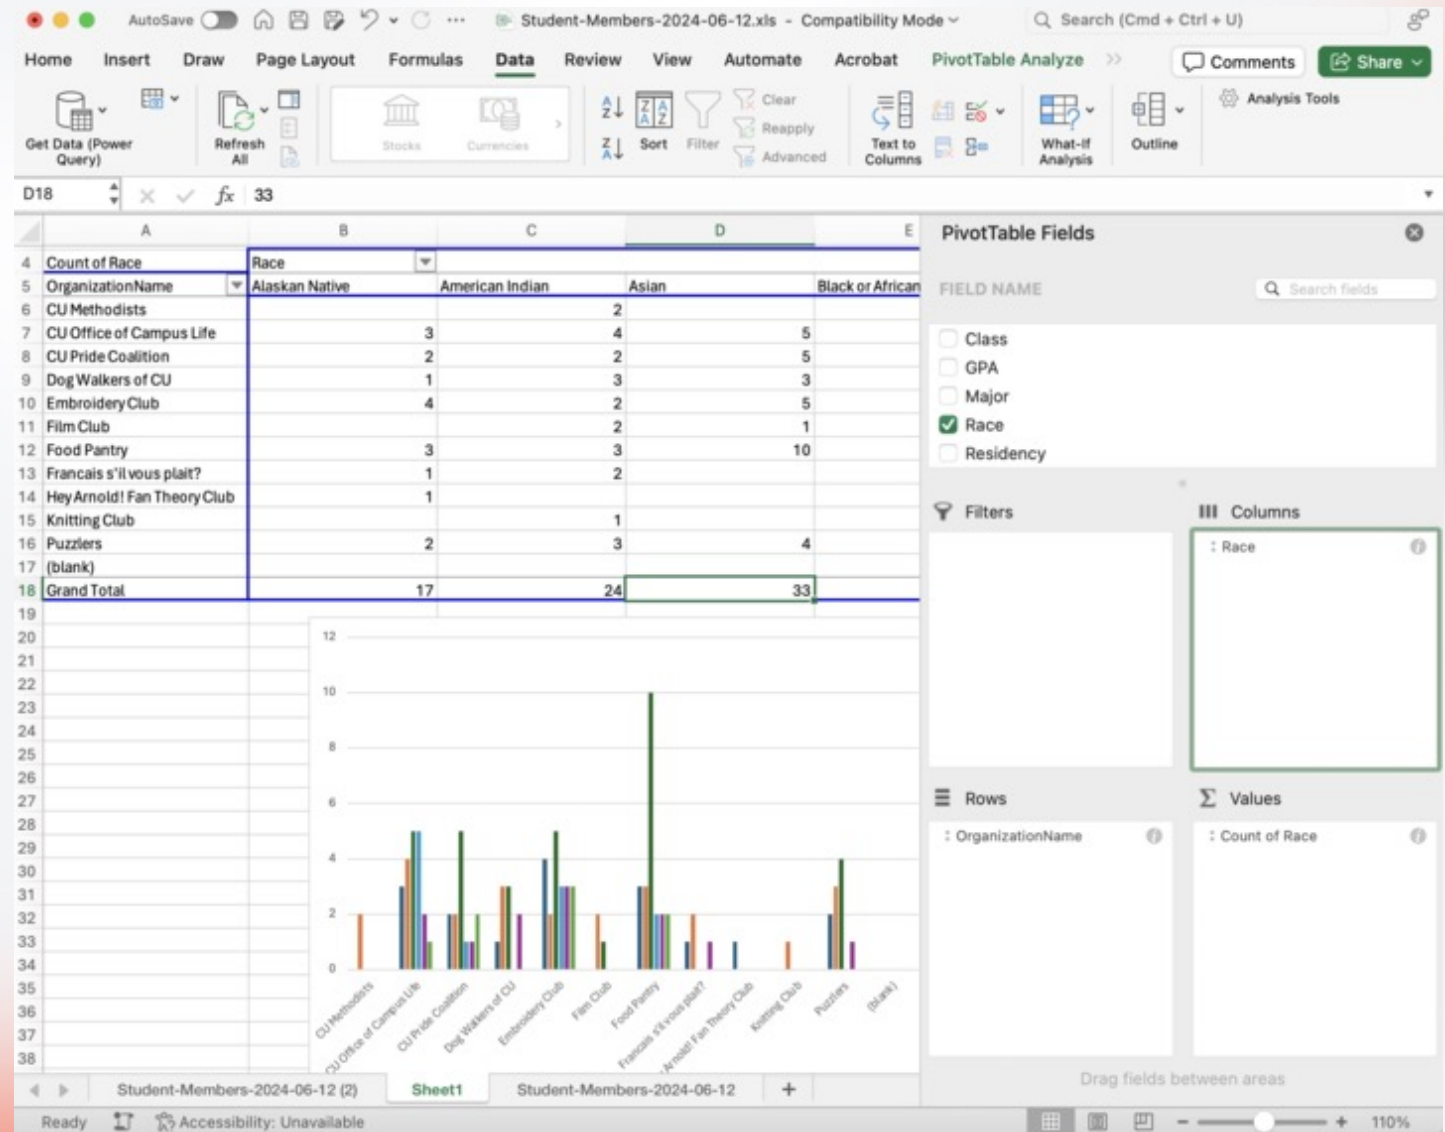 AutoSave Student-Members-2024-06-12.xls - Compatibility Mode Search (Cmd + Ctrl + U)
Home Insert Draw Page Layout Formulas Data Review View Automate Acrobat PivotTable Analyze Comments Share
Get Data (Power Query)
Refresh All
Stocks
Currencies
Sort
Filter
Clear
Reapply
Advanced
Text to Columns
What-If Analysis
Outline
Analysis Tools
D18 fx 33
A B C D E
4 Count of Race Race
5 OrganizationName Alaskan Native American Indian Asian Black or African
6 CU Methodists 2
7 CU Office of Campus Life 3 4 5
8 CU Pride Coalition 2 2 5
9 Dog Walkers of CU 1 3 3
10 Embroidery Club 4 2 5
11 Film Club 2 1
12 Food Pantry 3 3 10
13 Francais s'il vous plait? 1 2
14 Hey Arnold! Fan Theory Club 1
15 Knitting Club 1
16 Puzzlers 2 3 4
17 (blank)
18 Grand Total 17 24 33
19
20
21
22
23
24
25
26
27
28
29
30
31
32
33
34
35
36
37
38
12
10
8
6
4
2
0
CU Methodists
CU Office of Campus Life
CU Pride Coalition
Dog Walkers of CU
Embroidery Club
Film Club
Food Pantry
Francais s'il vous plait?
Arnold! Fan Theory Club
Knitting Club
Puzzlers
(blank)
PivotTable Fields
FIELD NAME Search fields
Class
GPA
Major
Race
Residency
Filters
Columns
Race
Rows
OrganizationName
Values
Count of Race
Drag fields between areas
Student-Members-2024-06-12 (2) Sheet1 Student-Members-2024-06-12 +
Ready Accessibility: Unavailable 110%